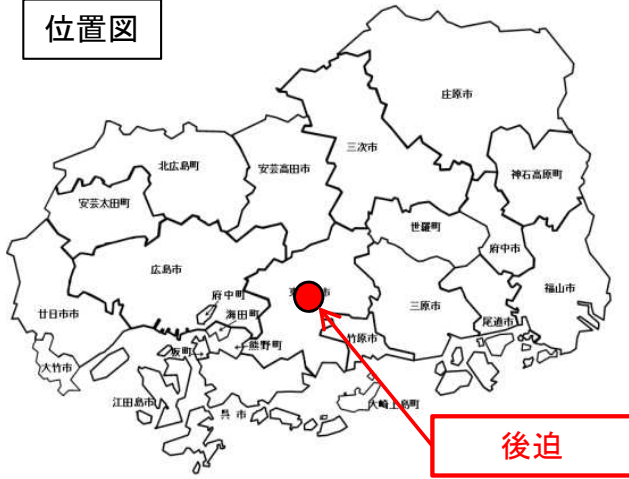 位置図
庄原市
三次市
北広島町
安芸高田市
神石高原町
安芸太田町
世羅町
府中市
広島市
福山市
府中町
三原市
廿日市市
海田町
尾道市
竹原市
熊野町
坂町
大竹市
江田島市
大崎上島町
呉市
後迫